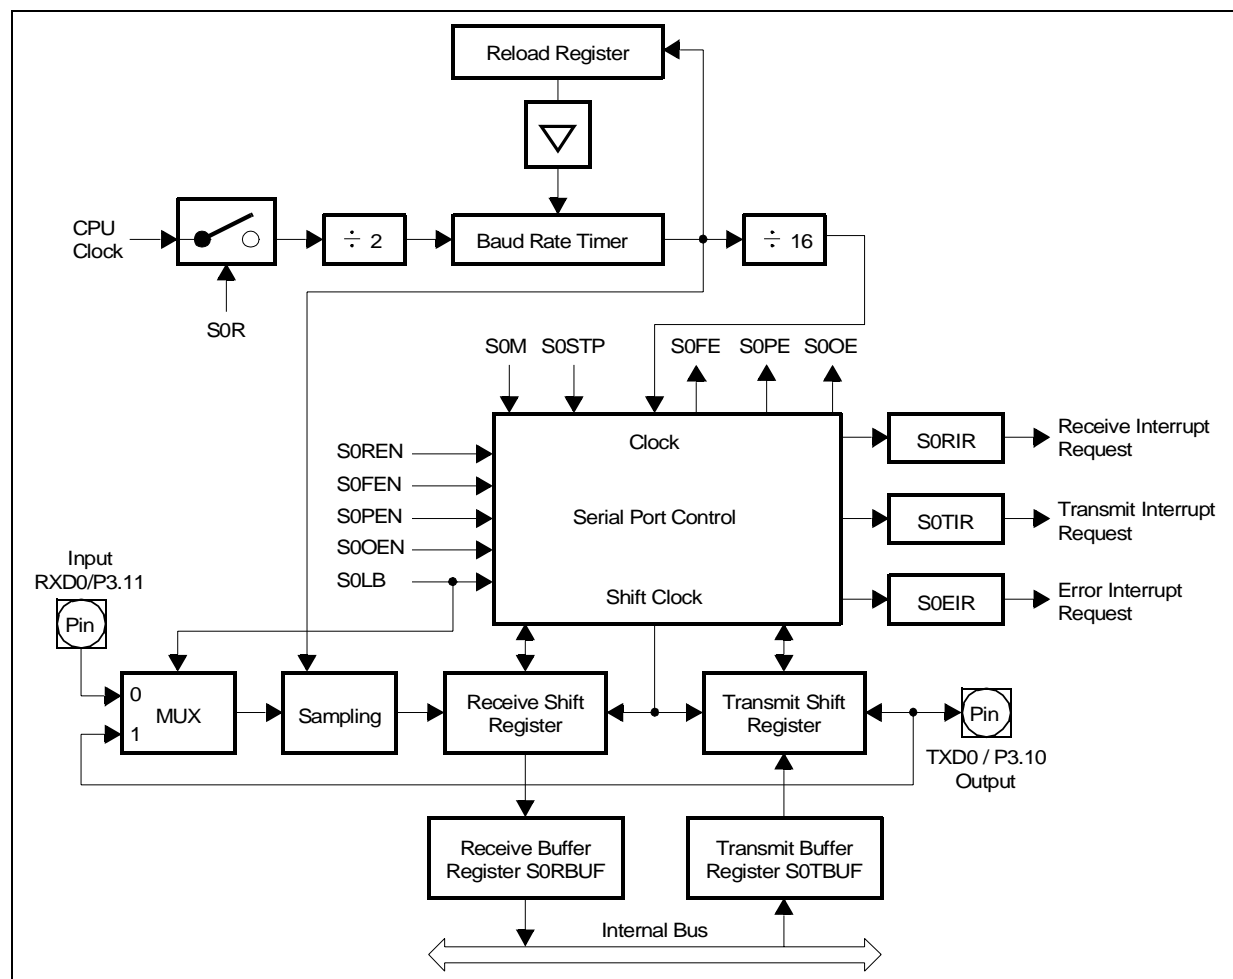 Reload Register
CPU
Clock
÷ 2
Baud Rate Timer
÷ 16
S0R
S0M
S0STP
S0FE
S0PE
S0OE
Clock
S0REN
S0FEN
S0PEN
S0OEN
S0LB
Serial Port Control
Shift Clock
S0RIR
Receive Interrupt
Request
S0TIR
Transmit Interrupt
Request
S0EIR
Error Interrupt
Request
Input
RXD0/P3.11
Pin
0
MUX
1
Sampling
Receive Shift
Register
Transmit Shift
Register
Pin
TXD0 / P3.10
Output
Receive Buffer
Register S0RBUF
Transmit Buffer
Register S0TBUF
Internal Bus